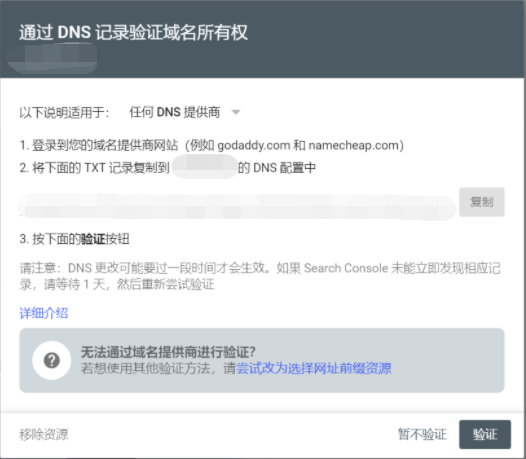 通过 DNS 记录验证域名所有权
以下说明适用于： 任何 DNS 提供商
1. 登录到您的域名提供商网站（例如 godaddy.com 和 namecheap.com）
2. 将下面的 TXT 记录复制到 的 DNS 配置中
复制
3. 按下面的验证按钮
请注意：DNS 更改可能要过一段时间才会生效。如果 Search Console 未能立即发现相应记
录，请等待 1 天，然后重新尝试验证
详细介绍
无法通过域名提供商进行验证？
若想使用其他验证方法，请尝试改为选择网址前缀资源
移除资源 暂不验证 验证